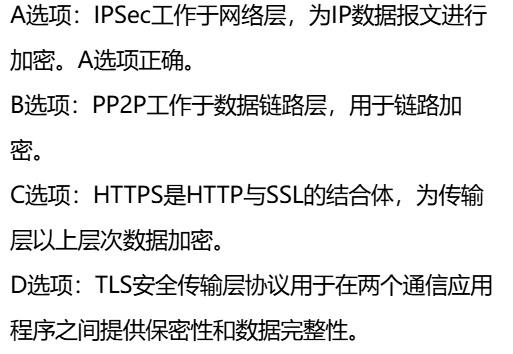 A选项：IPSec工作于网络层，为IP数据报文进行
加密。A选项正确。
B选项：PP2P工作于数据链路层，用于链路加
密。
C选项：HTTPS是HTTP与SSL的结合体，为传输
层以上层次数据加密。
D选项：TLS安全传输层协议用于在两个通信应用
程序之间提供保密性和数据完整性。